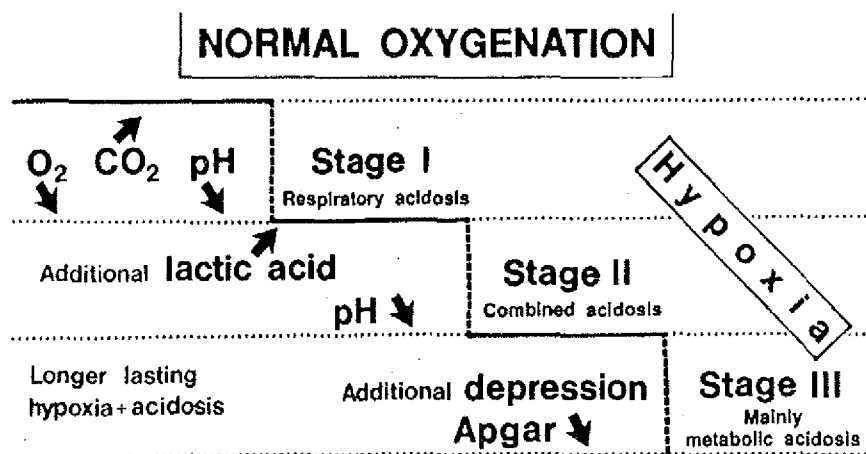 NORMAL OXYGENATION
O₂ CO₂ pH
Stage I
Respiratory acidosis
Hypoxia
Additional lactic acid
pH
Stage II
Combined acidosis
Longer lasting
hypoxia + acidosis
Additional depression
Apgar
Stage III
Mainly
metabolic acidosis